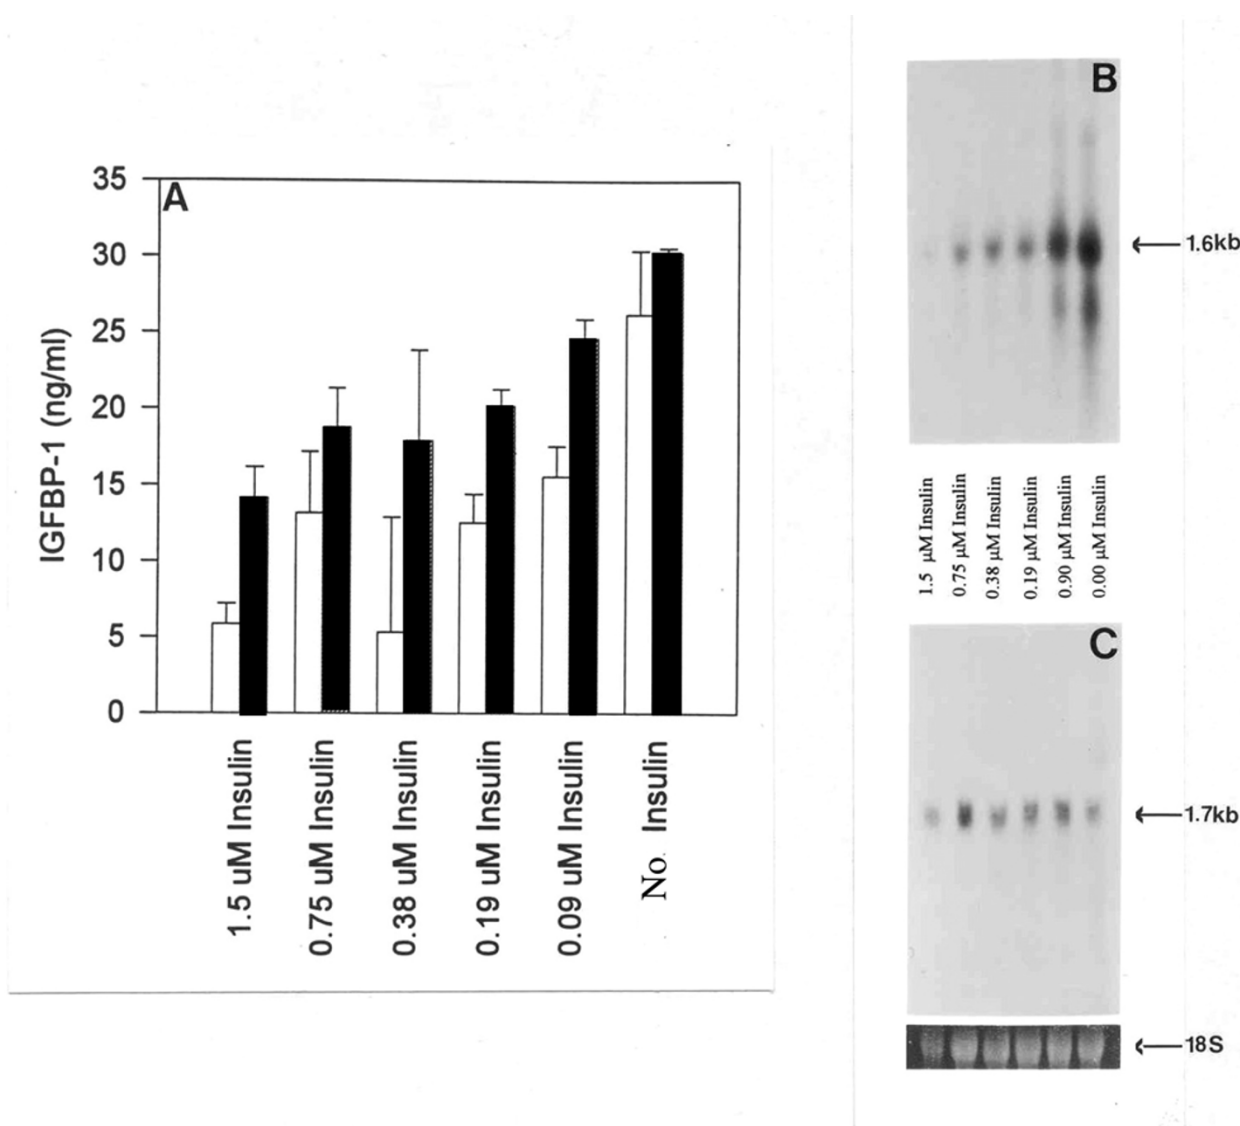 A
35
30
25
20
15
10
5
0
IGFBP-1 (ng/ml)
1.5 uM Insulin
0.75 uM Insulin
0.38 uM Insulin
0.19 uM Insulin
0.09 uM Insulin
No. Insulin
B
1.6kb
1.5 µM Insulin
0.75 µM Insulin
0.38 µM Insulin
0.19 µM Insulin
0.90 µM Insulin
0.00 µM Insulin
C
1.7kb
18S